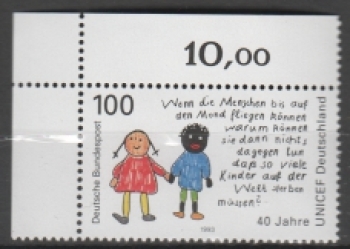 10,00
100
Wenn die Menschen bis auf
den Mond fliegen können
warum können
sie dann nichts
dagegen tun
daß so viele
Kinder auf der
Welt sterben
müssen?
Deutsche Bundespost
1993
40 Jahre
UNICEF Deutschland